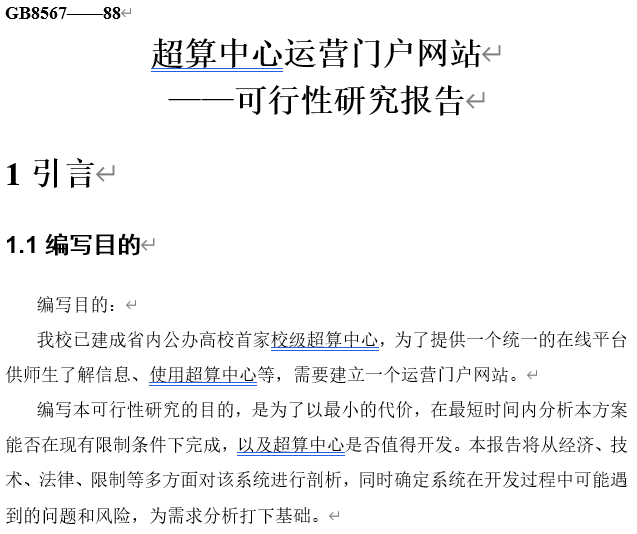 GB8567——88
超算中心运营门户网站
——可行性研究报告
1 引言
1.1 编写目的
编写目的：
我校已建成省内公办高校首家校级超算中心，为了提供一个统一的在线平台
供师生了解信息、使用超算中心等，需要建立一个运营门户网站。
编写本可行性研究的目的，是为了以最小的代价，在最短时间内分析本方案
能否在现有限制条件下完成，以及超算中心是否值得开发。本报告将从经济、技
术、法律、限制等多方面对该系统进行剖析，同时确定系统在开发过程中可能遇
到的问题和风险，为需求分析打下基础。